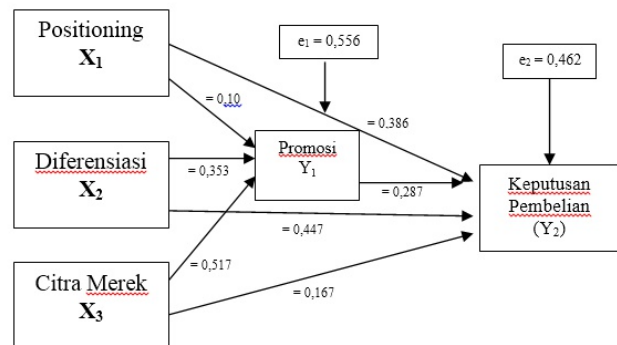 Positioning
X1
e1 = 0,556
e2 = 0,462
= 0,10
= 0.386
Diferensiasi
X2
= 0,353
Promosi
Y1
= 0,287
Keputusan
Pembelian
(Y2)
= 0,447
Citra Merek
X3
= 0,517
= 0,167